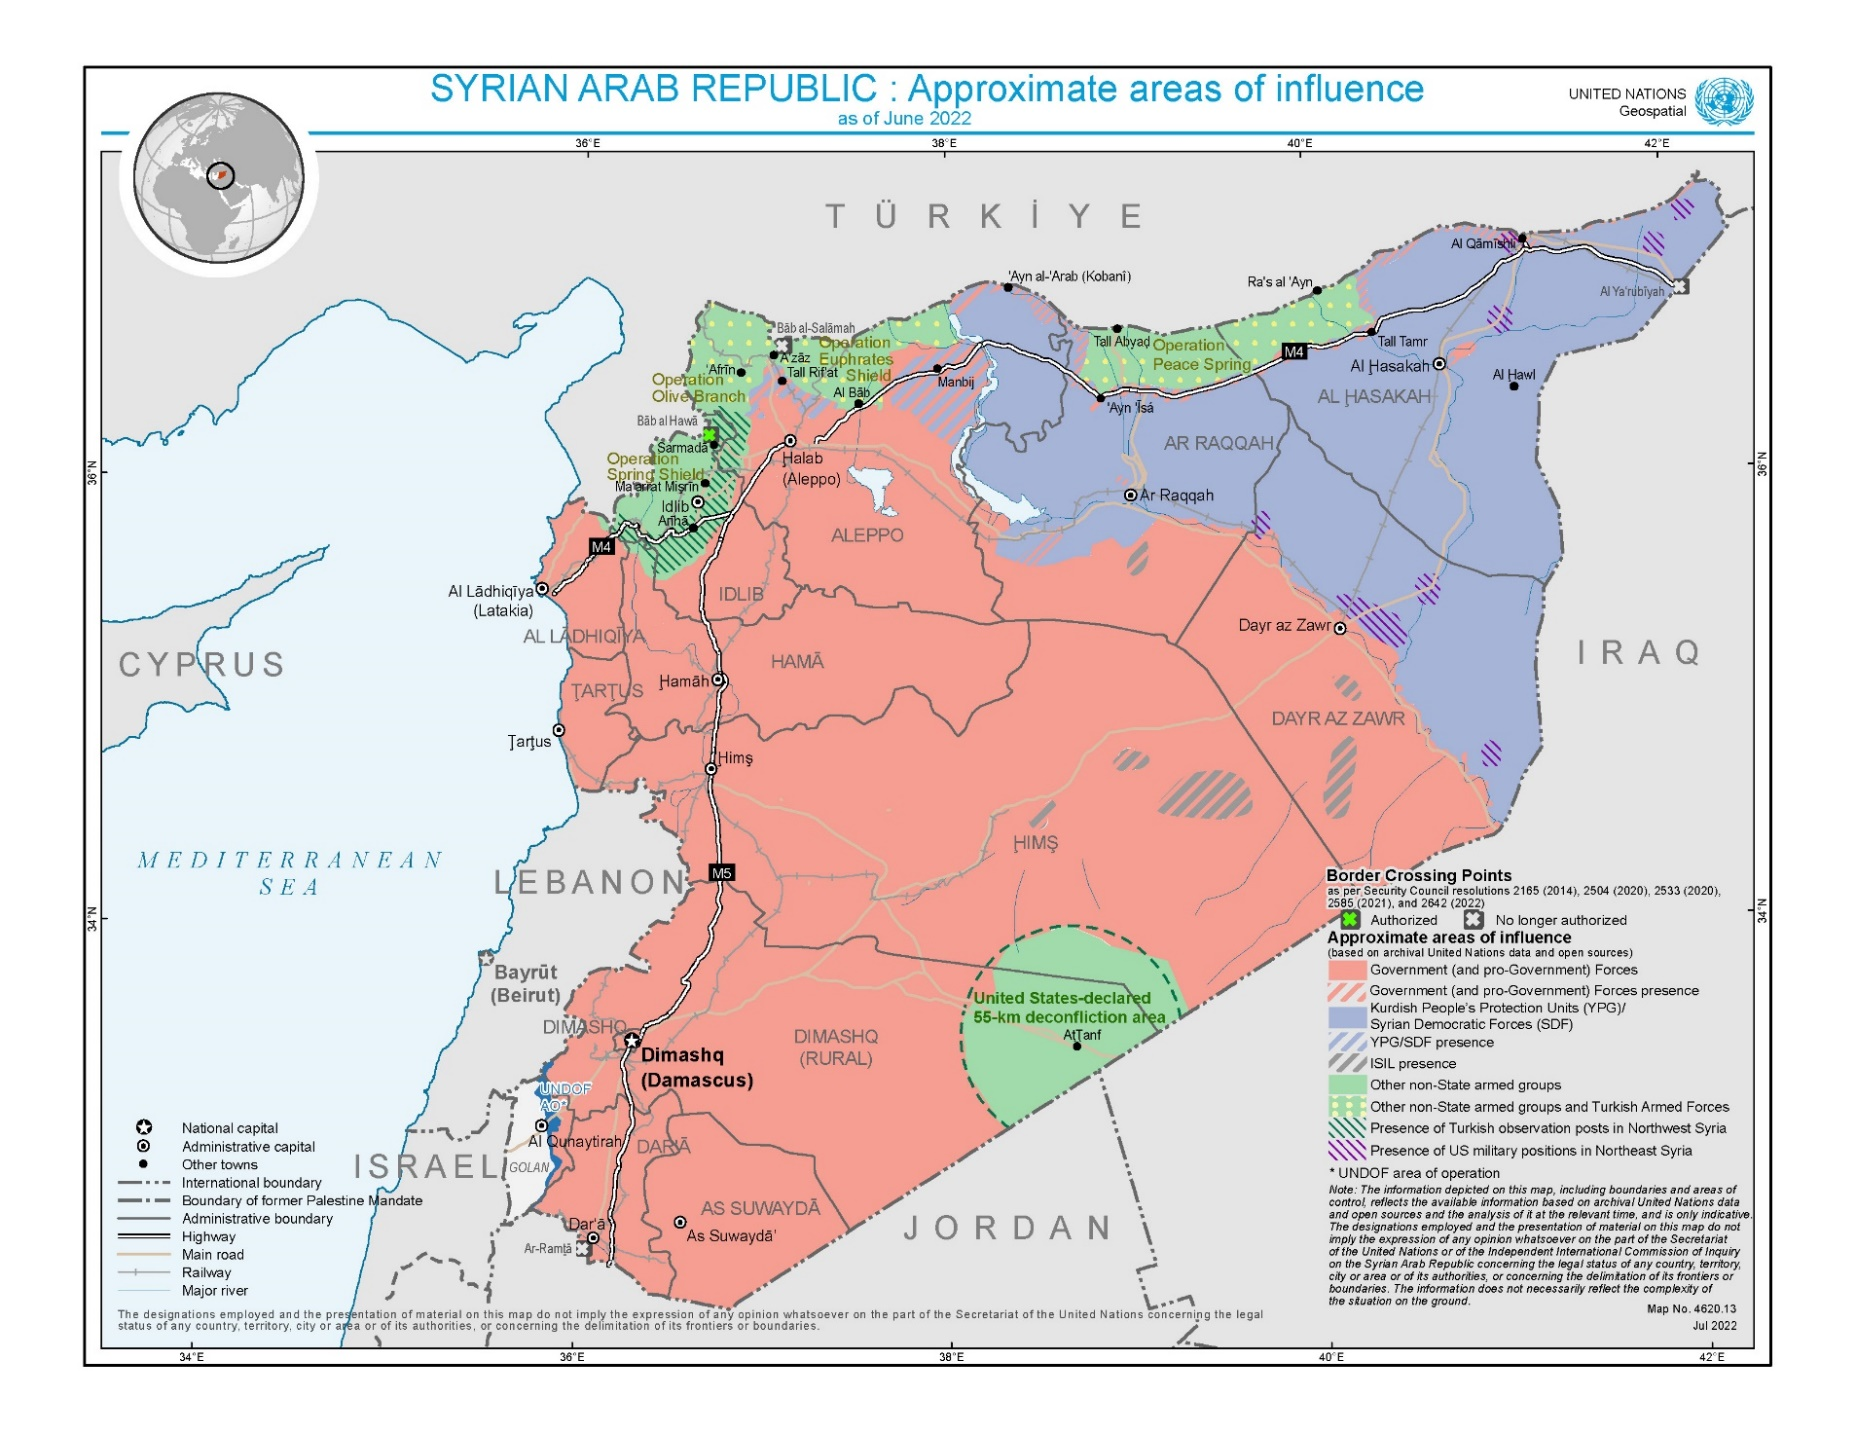 SYRIAN ARAB REPUBLIC : Approximate areas of influence
as of June 2022
UNITED NATIONS
Geospatial
36°E
38°E
40°E
42°E
TÜRKİYE
'Ayn al-'Arab (Kobanî)
Ra's al 'Ayn
Al Qāmishlī
Al Ya'rubīyah
Bāb al-Salāmah
A'zāz
Tall Rif'at
'Afrīn
Operation
Euphrates
Shield
Operation
Olive Branch
Al Bāb
Manbij
Tall Abyaḍ
Operation
Peace Spring
M4
Tall Tamr
Al Ḩasakah
Al Hawl
AL ḨASAKAH
'Ayn 'Īsá
AR RAQQAH
Ar Raqqah
Bāb al Hawā
Sarmadā
Operation
Spring Shield
Ma'arrat Mişrīn
Idlib
Arīḩā
Ḩalab
(Aleppo)
36°N
36°N
M4
ALEPPO
IDLIB
Al Lādhiqīya
(Latakia)
AL LĀDHIQĪYA
CYPRUS
HAMĀ
Ḩamāh
ŢARŢUS
Ţarţus
Dayr az Zawr
DAYR AZ ZAWR
IRAQ
Ḩimş
ḨIMŞ
M5
MEDITERRANEAN
SEA
LEBANON
34°N
34°N
Bayrūt
(Beirut)
DIMASHQ
Dimashq
(Damascus)
DIMASHQ
(RURAL)
United States-declared
55-km deconfliction area
AtTanf
UNDOF
AO*
Al Qunaytirah
GOLAN
ISRAEL
DAR'Ā
AS SUWAYDĀ
As Suwaydā'
Dar'ā
Ar-Ramţā
JORDAN
Border Crossing Points
as per Security Council resolutions 2165 (2014), 2504 (2020), 2533 (2020),
2585 (2021), and 2642 (2022)
Authorized
No longer authorized
Approximate areas of influence
(based on archival United Nations data and open sources)
Government (and pro-Government) Forces
Government (and pro-Government) Forces presence
Kurdish People's Protection Units (YPG)/
Syrian Democratic Forces (SDF)
YPG/SDF presence
ISIL presence
Other non-State armed groups
Other non-State armed groups and Turkish Armed Forces
Presence of Turkish observation posts in Northwest Syria
Presence of US military positions in Northeast Syria
* UNDOF area of operation
Note: The information depicted on this map, including boundaries and areas of
control, reflects the available information based on archival United Nations data
and open sources and the analysis of it at the relevant time, and is only indicative.
The designations employed and the presentation of material on this map do not
imply the expression of any opinion whatsoever on the part of the Secretariat
of the United Nations or of the Independent International Commission of Inquiry
on the Syrian Arab Republic concerning the legal status of any country, territory,
city or area or of its authorities, or concerning the delimitation of its frontiers or
boundaries. The information does not necessarily reflect the complexity of
the situation on the ground.
Map No. 4620.13
Jul 2022
National capital
Administrative capital
Other towns
International boundary
Boundary of former Palestine Mandate
Administrative boundary
Highway
Main road
Railway
Major river
The designations employed and the presentation of material on this map do not imply the expression of any opinion whatsoever on the part of the Secretariat of the United Nations concerning the legal
status of any country, territory, city or area or of its authorities, or concerning the delimitation of its frontiers or boundaries.
34°E
36°E
38°E
40°E
42°E